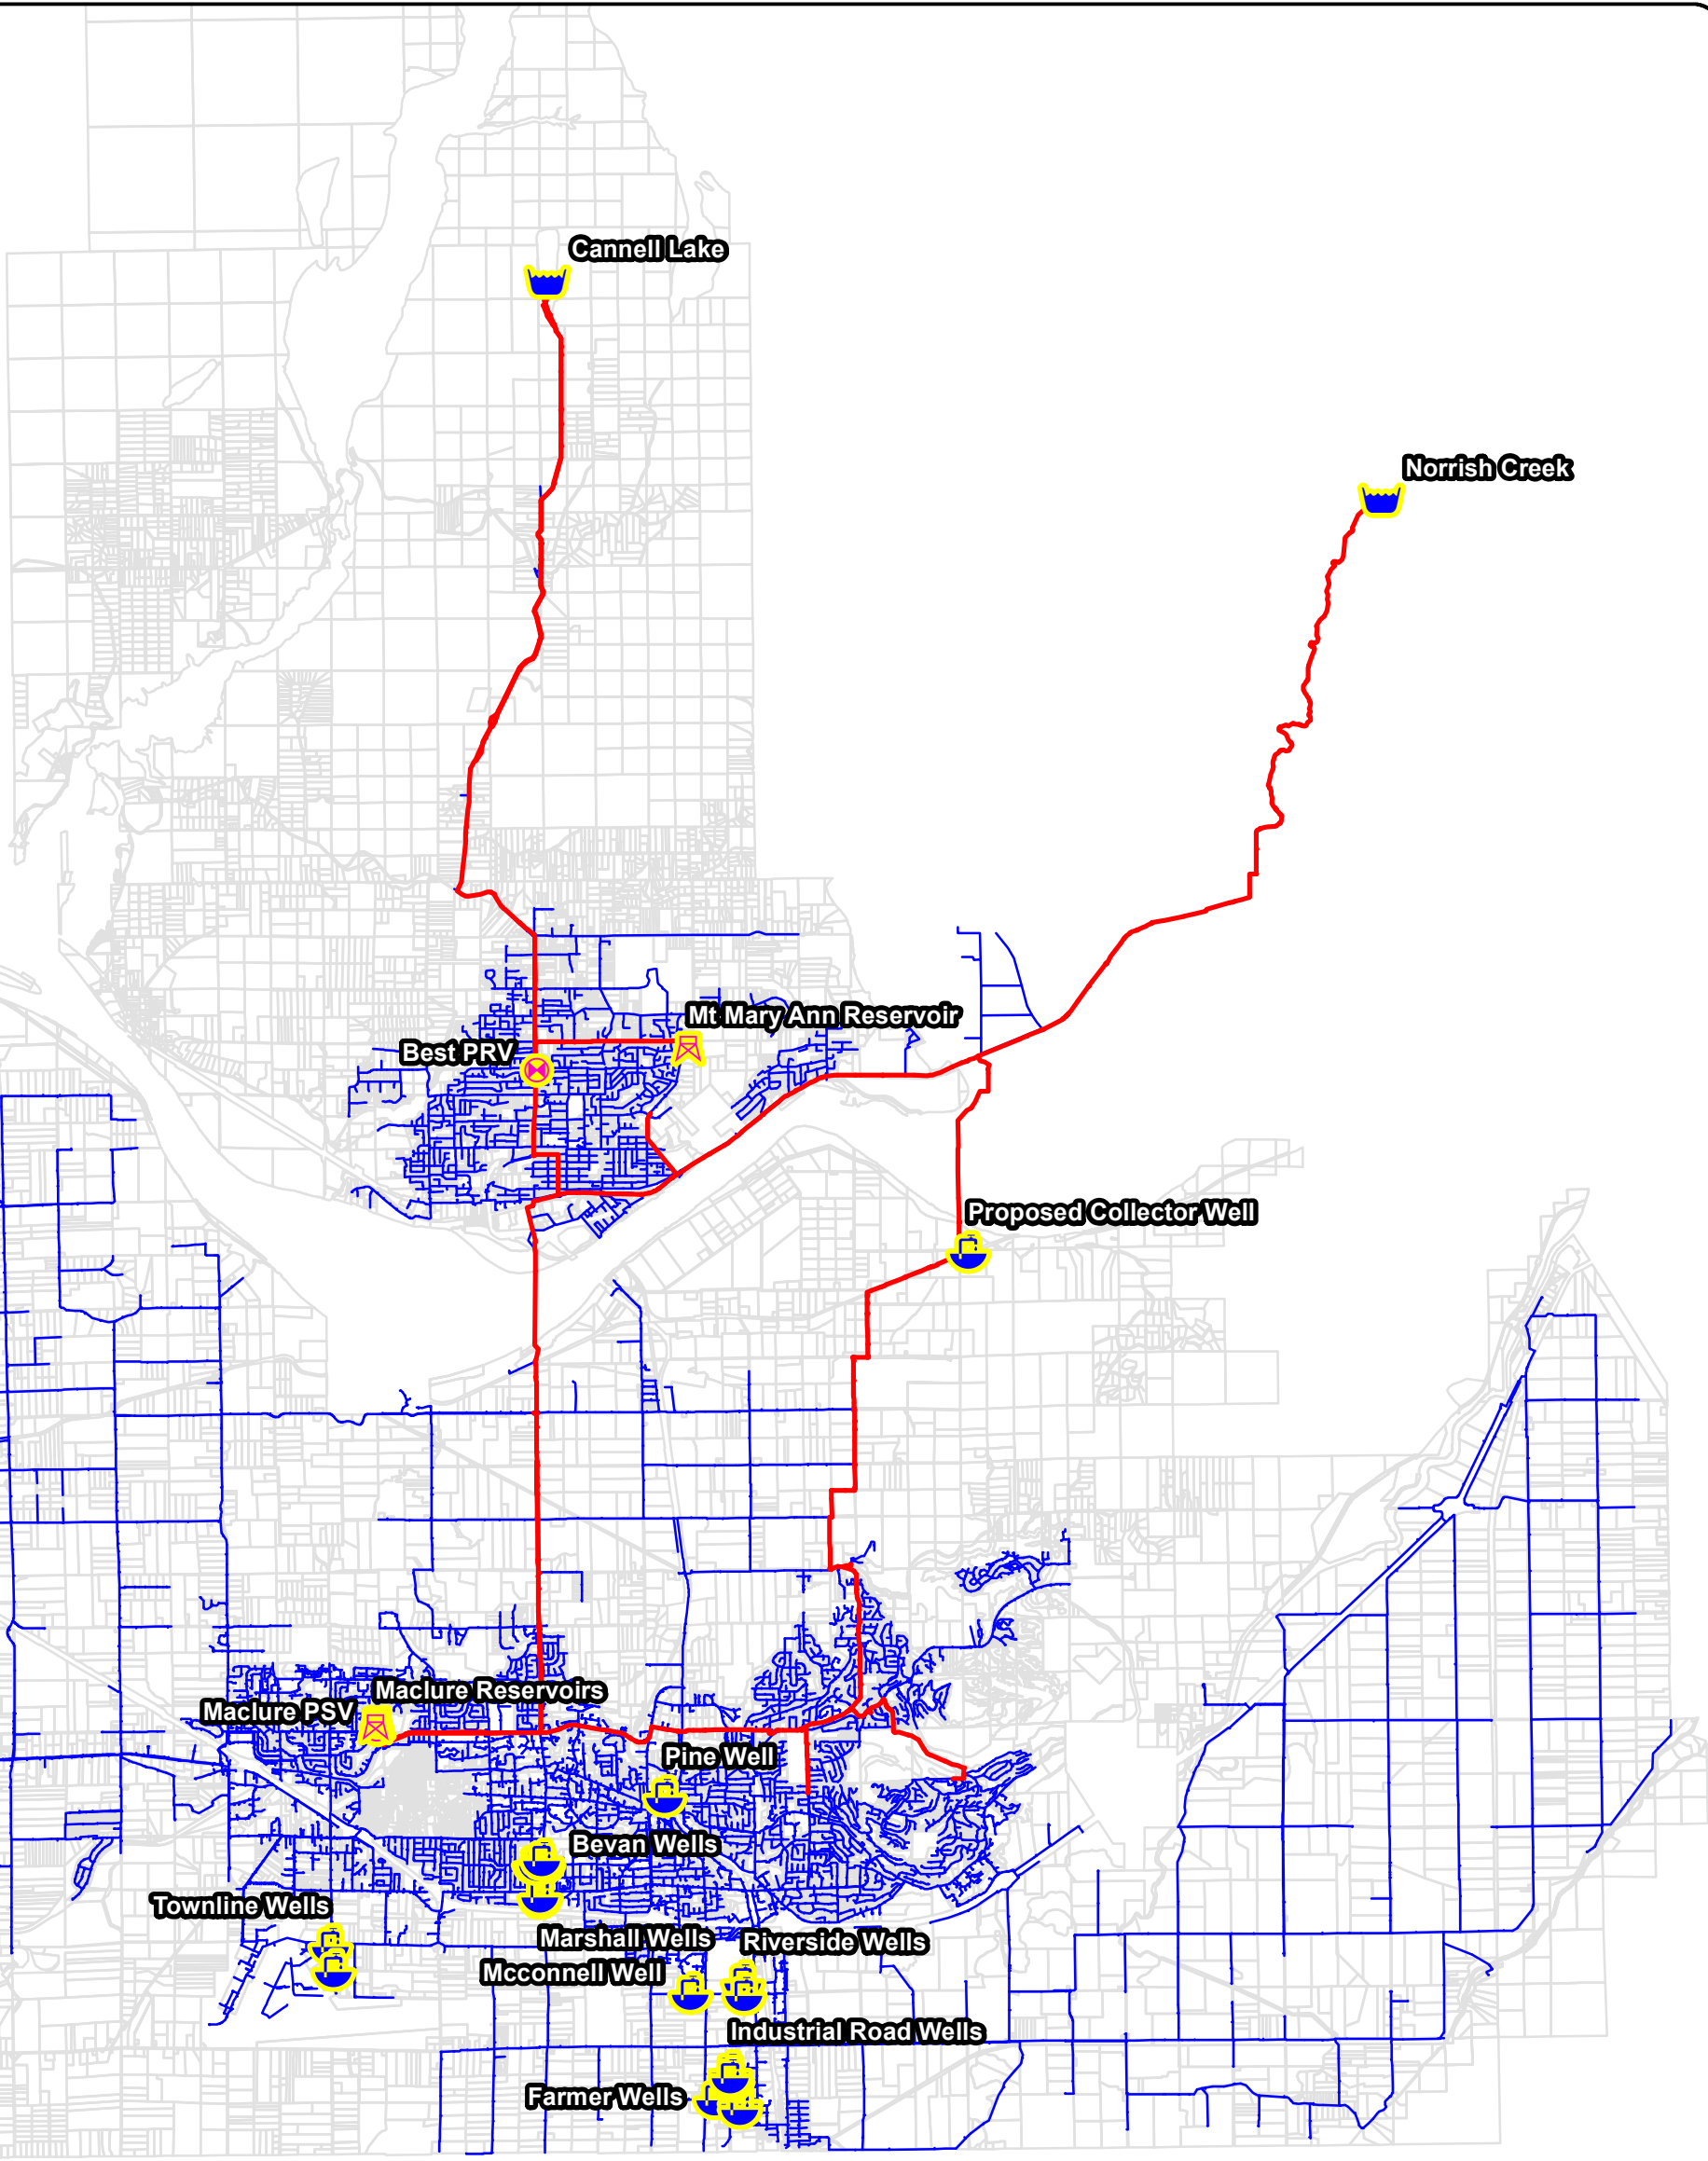 Cannell Lake
Norrish Creek
Mt Mary Ann Reservoir
Best PRV
Proposed Collector Well
Maclure Reservoirs
Maclure PSV
Pine Well
Bevan Wells
Townline Wells
Marshall Wells
Riverside Wells
Mcconnell Well
Industrial Road Wells
Farmer Wells